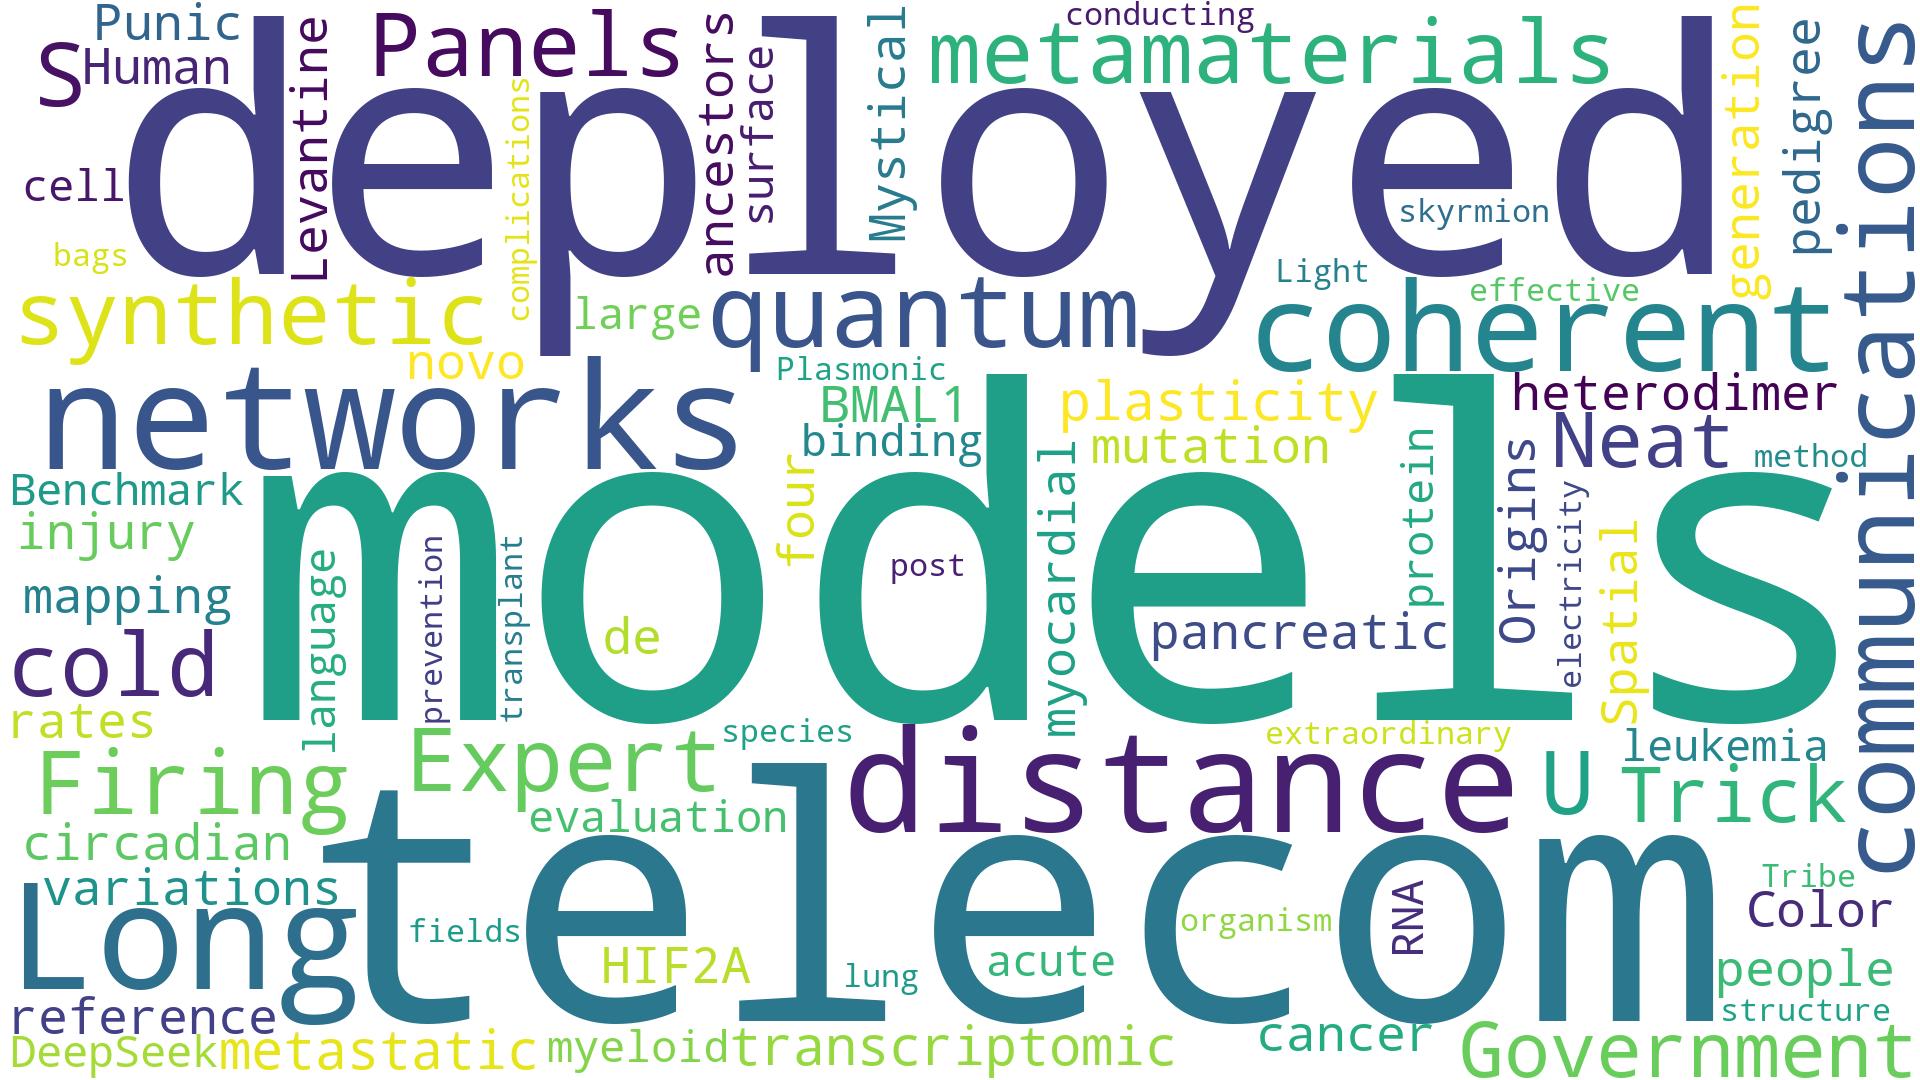 Punic
conducting
S
Human
Panels
metamaterials
deployed
Levantine
complications
ancestors
surface
Mystical
generation
pedigree
communications
cell
skyrmion
bags
Light
synthetic
large
quantum
effective
coherent
novo
networks
Plasmonic
BMAL1
plasticity
heterodimer
binding
mutation
Neat
method
Benchmark
injury
models
four
myocardial
protein
Origins
electricity
Spatial
language
prevention
transplant
post
mapping
de
pancreatic
cold
rates
species
extraordinary
leukemia
Firing
Expert
distance
U
Trick
evaluation
circadian
telecom
variations
Long
Tribe
Color
fields
organism
RNA
HIF2A
lung
acute
people
reference
structure
DeepSeek
metastatic
myeloid
transcriptomic
cancer
Government